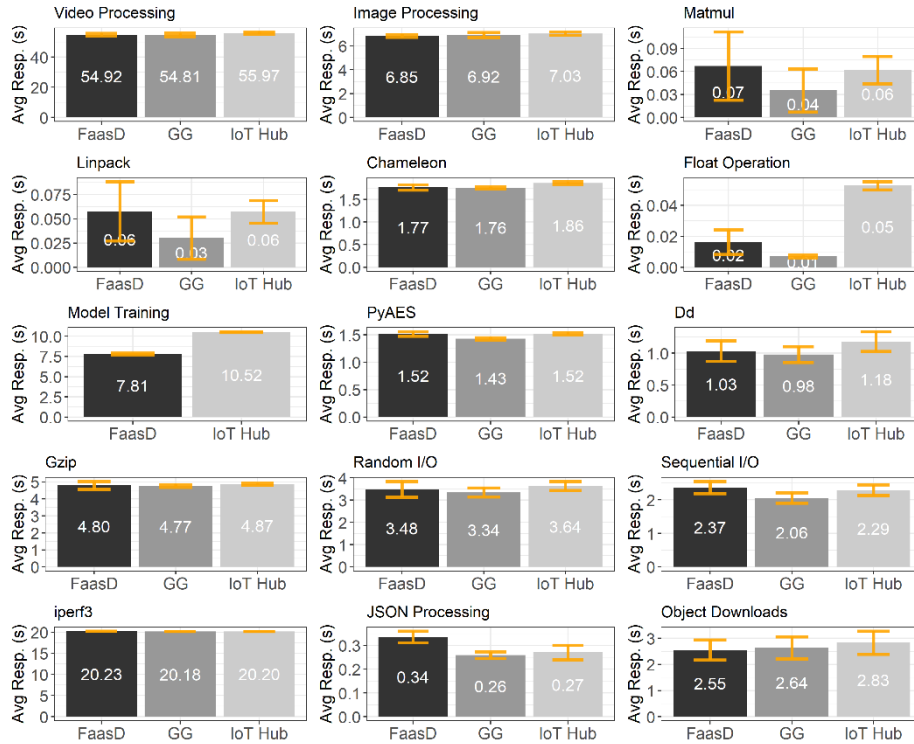 Video Processing
Avg Resp. (s)
40
20
0
54.92
54.81
55.97
FaasD
GG
IoT Hub
Image Processing
Avg Resp. (s)
6
4
2
0
6.85
6.92
7.03
FaasD
GG
IoT Hub
Matmul
Avg Resp. (s)
0.09
0.06
0.03
0.00
0.07
0.04
0.06
FaasD
GG
IoT Hub
Linpack
Avg Resp. (s)
0.075
0.050
0.025
0.000
0.06
0.03
0.06
FaasD
GG
IoT Hub
Chameleon
Avg Resp. (s)
1.5
1.0
0.5
0.0
1.77
1.76
1.86
FaasD
GG
IoT Hub
Float Operation
Avg Resp. (s)
0.04
0.02
0.00
0.02
0.01
0.05
FaasD
GG
IoT Hub
Model Training
Avg Resp. (s)
10.0
7.5
5.0
2.5
0.0
7.81
10.52
FaasD
IoT Hub
PyAES
Avg Resp. (s)
1.5
1.0
0.5
0.0
1.52
1.43
1.52
FaasD
GG
IoT Hub
Dd
Avg Resp. (s)
1.0
0.5
0.0
1.03
0.98
1.18
FaasD
GG
IoT Hub
Gzip
Avg Resp. (s)
5
4
3
2
1
0
4.80
4.77
4.87
FaasD
GG
IoT Hub
Random I/O
Avg Resp. (s)
4
3
2
1
0
3.48
3.34
3.64
FaasD
GG
IoT Hub
Sequential I/O
Avg Resp. (s)
2
1
0
2.37
2.06
2.29
FaasD
GG
IoT Hub
iperf3
Avg Resp. (s)
20
15
10
5
0
20.23
20.18
20.20
FaasD
GG
IoT Hub
JSON Processing
Avg Resp. (s)
0.3
0.2
0.1
0.0
0.34
0.26
0.27
FaasD
GG
IoT Hub
Object Downloads
Avg Resp. (s)
3
2
1
0
2.55
2.64
2.83
FaasD
GG
IoT Hub